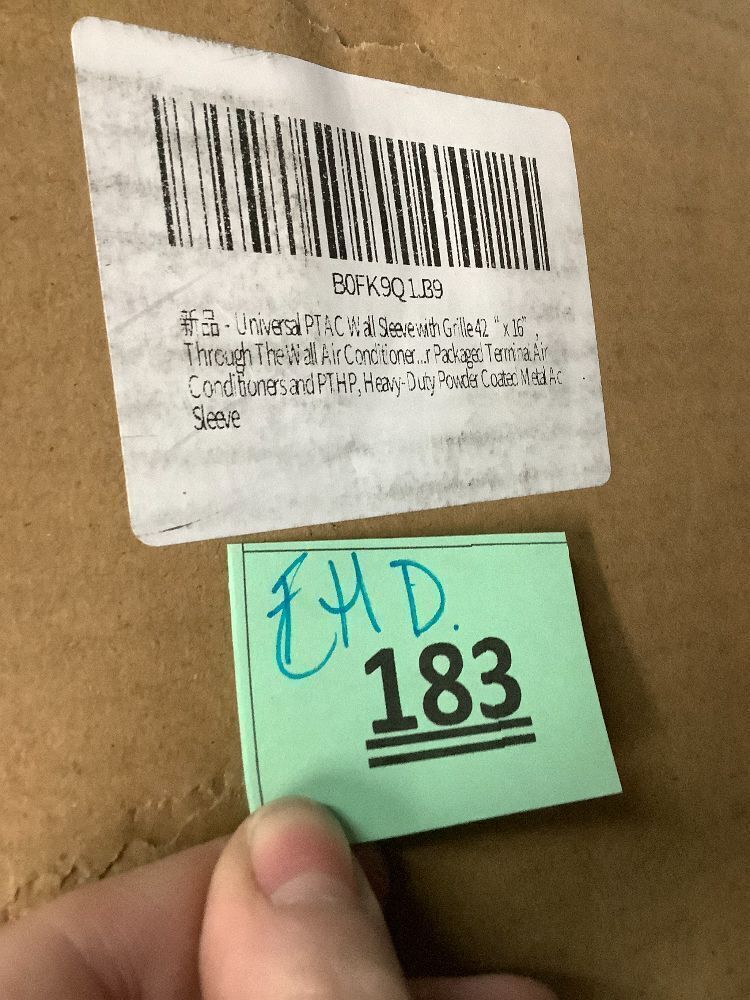 B0FK9Q1JB9
新品 - Universal PTAC Wall Sleeve with Grille 42 “ x 16” ,
Through The Wall Air Conditioner...r Packaged Terminal Air
Conditioners and PTHP, Heavy-Duty Powder Coated Metal Ac
Sleeve
EHD.
183